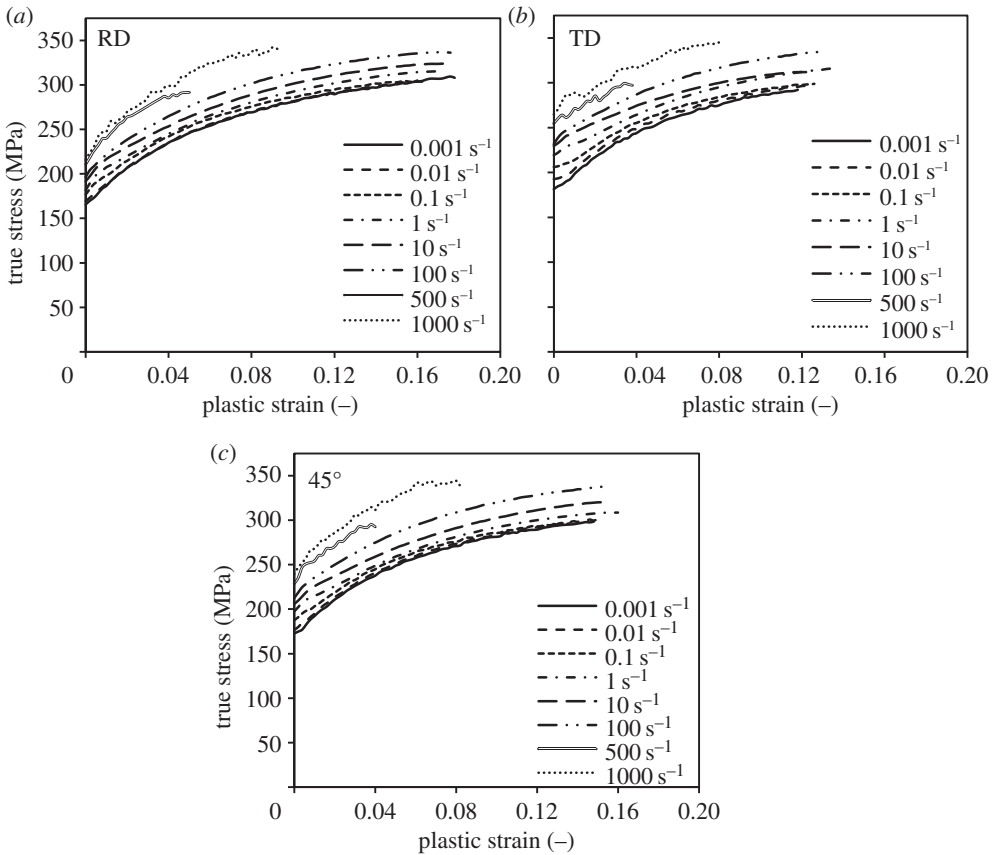 (a)
RD
350
300
250
200
150
100
50
true stress (MPa)
0.001 s⁻¹
0.01 s⁻¹
0.1 s⁻¹
1 s⁻¹
10 s⁻¹
100 s⁻¹
500 s⁻¹
1000 s⁻¹
0 0.04 0.08 0.12 0.16 0.20
plastic strain (–)
(b)
TD
0.001 s⁻¹
0.01 s⁻¹
0.1 s⁻¹
1 s⁻¹
10 s⁻¹
100 s⁻¹
500 s⁻¹
1000 s⁻¹
0 0.04 0.08 0.12 0.16 0.20
plastic strain (–)
(c)
45°
350
300
250
200
150
100
50
true stress (MPa)
0.001 s⁻¹
0.01 s⁻¹
0.1 s⁻¹
1 s⁻¹
10 s⁻¹
100 s⁻¹
500 s⁻¹
1000 s⁻¹
0 0.04 0.08 0.12 0.16 0.20
plastic strain (–)